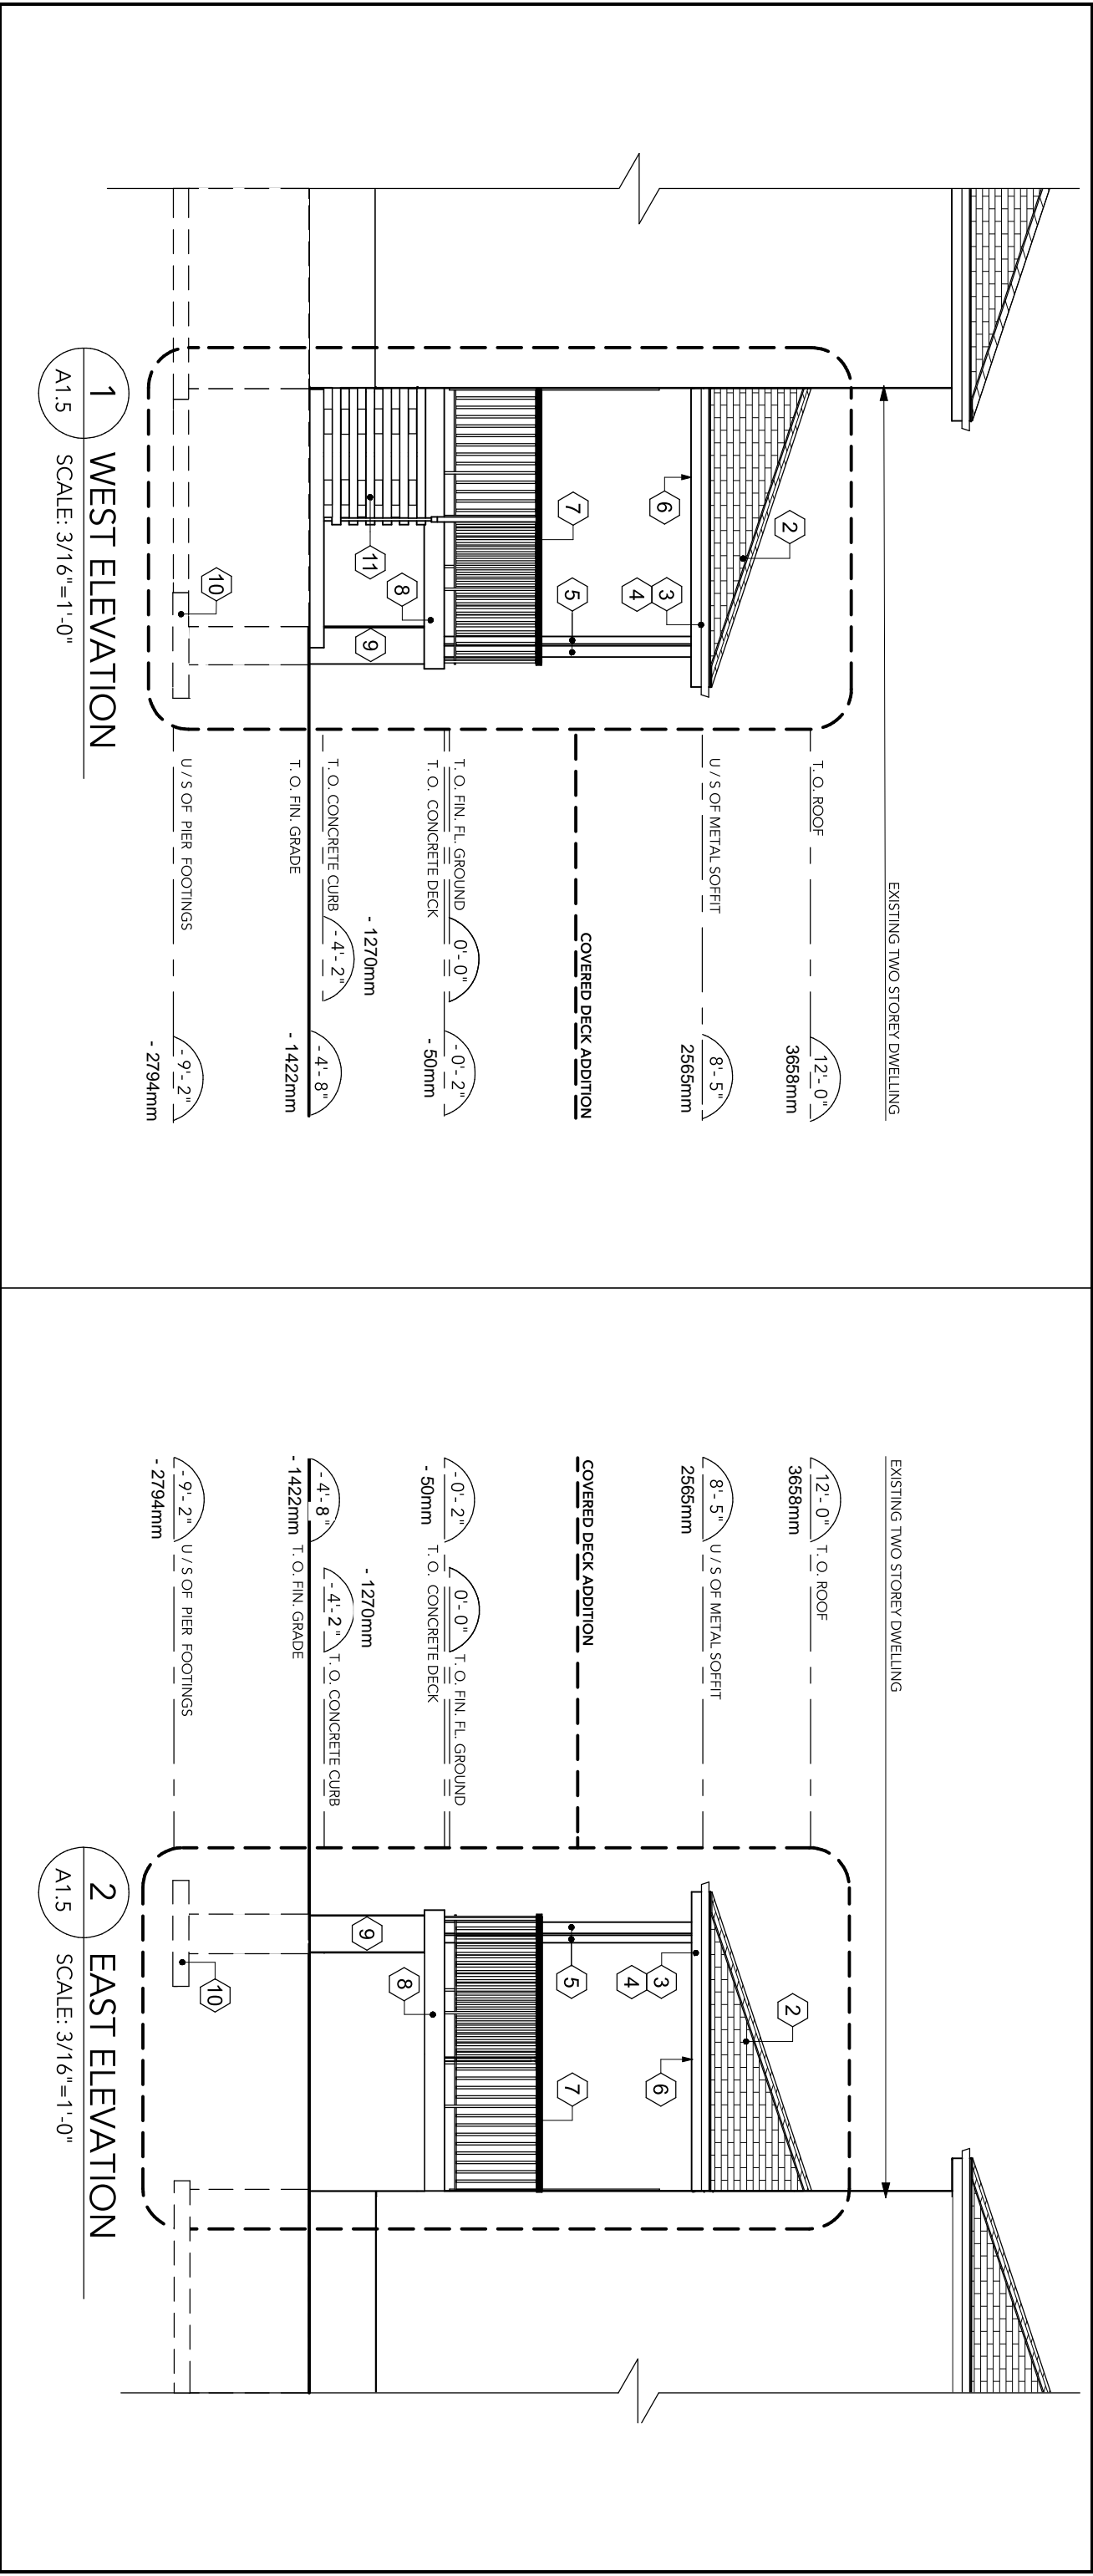 EXISTING TWO STOREY DWELLING
T. O. ROOF
12'- 0"
3658mm
2
U / S OF METAL SOFFIT
8'- 5"
2565mm
3
4
6
COVERED DECK ADDITION
7
5
T. O. FIN. FL. GROUND
0'- 0"
T. O. CONCRETE DECK
- 0'- 2"
- 50mm
8
11
9
- 1270mm
T. O. CONCRETE CURB
- 4'- 2"
T. O. FIN. GRADE
- 4'- 8"
- 1422mm
10
U / S OF PIER FOOTINGS
- 9'- 2"
- 2794mm
1
A1.5
WEST ELEVATION
SCALE: 3/16"=1'-0"
EXISTING TWO STOREY DWELLING
12'- 0"
T. O. ROOF
3658mm
2
8'- 5"
U / S OF METAL SOFFIT
2565mm
3
4
6
COVERED DECK ADDITION
5
7
0'- 0"
T. O. FIN. FL. GROUND
- 0'- 2"
T. O. CONCRETE DECK
- 50mm
8
9
- 1270mm
- 4'- 2"
T. O. CONCRETE CURB
- 4'- 8"
- 1422mm
T. O. FIN. GRADE
10
- 9'- 2"
U / S OF PIER FOOTINGS
- 2794mm
2
A1.5
EAST ELEVATION
SCALE: 3/16"=1'-0"